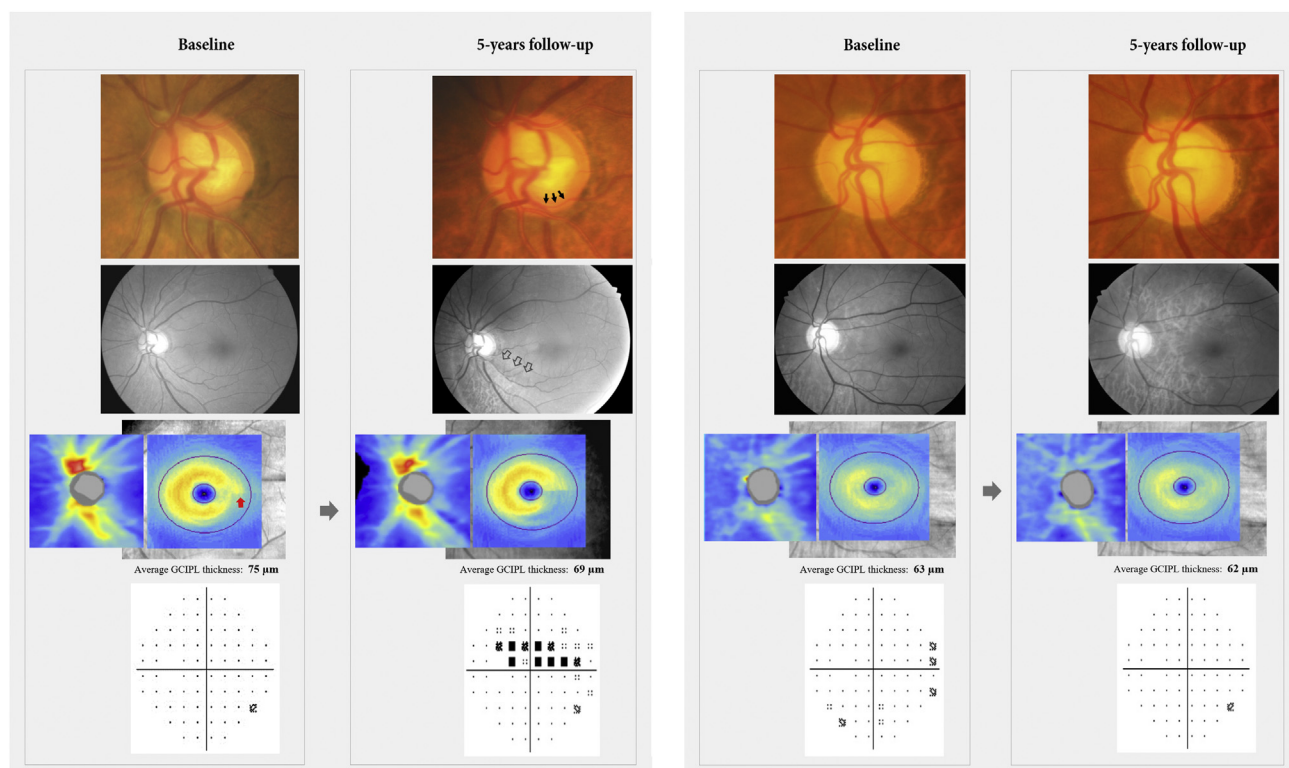 Baseline
5-years follow-up
Average GCIPL thickness: 75 µm
Average GCIPL thickness: 69 µm
Baseline
5-years follow-up
Average GCIPL thickness: 63 µm
Average GCIPL thickness: 62 µm